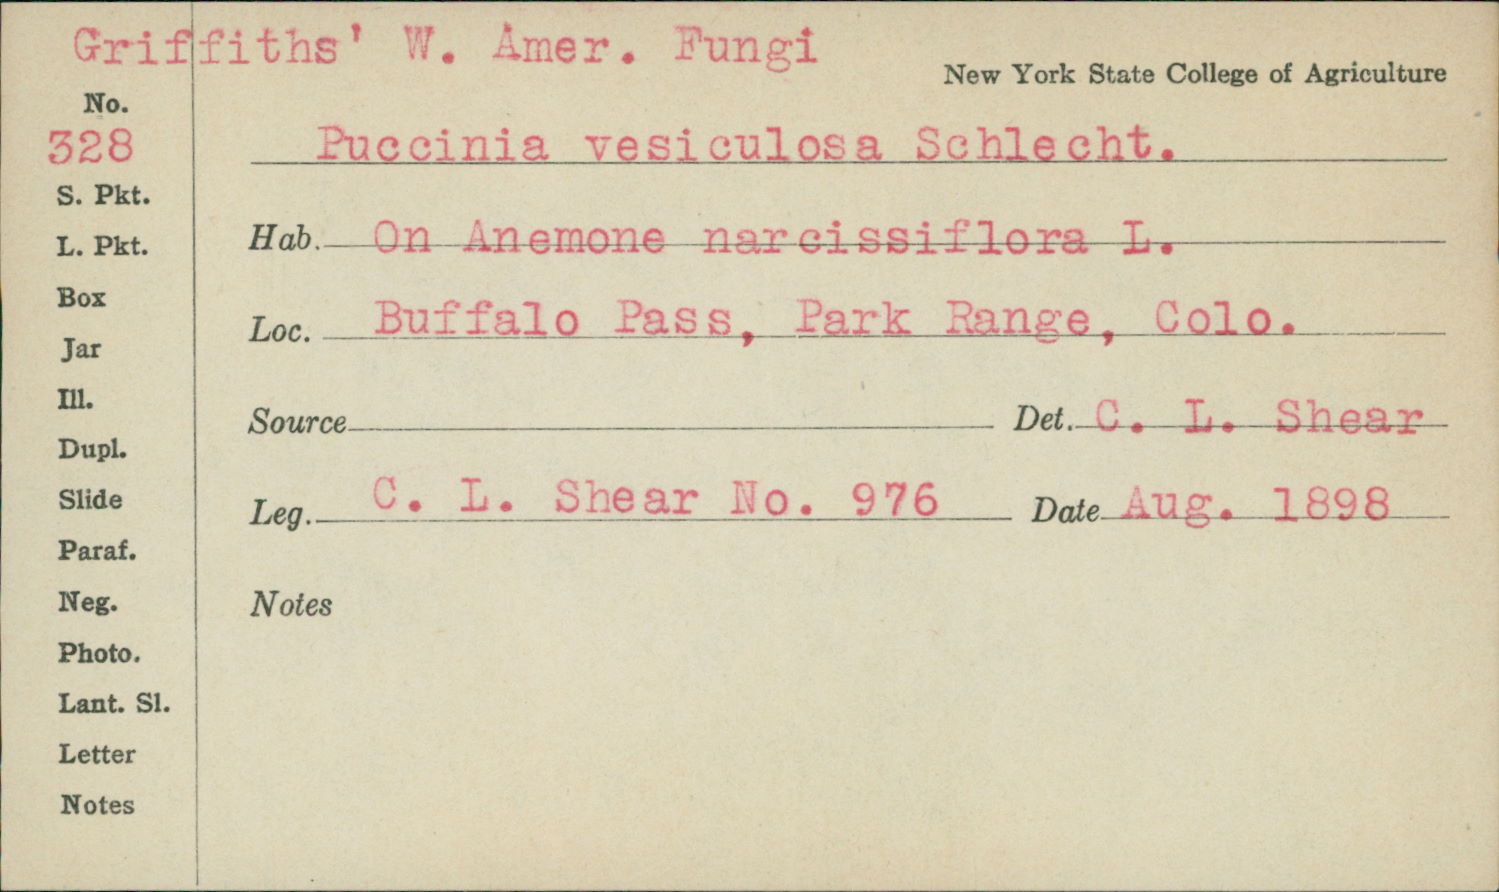 Griffiths' W. Amer. Fungi
New York State College of Agriculture
No.
328
Puccinia vesiculosa Schlecht.
S. Pkt.
L. Pkt.
Hab. On Anemone narcissiflora L.
Box
Loc. Buffalo Pass, Park Range, Colo.
Jar
Ill.
Source Det. C. L. Shear
Dupl.
Slide
Leg. C. L. Shear No. 976 Date Aug. 1898
Paraf.
Neg.
Notes
Photo.
Lant. Sl.
Letter
Notes